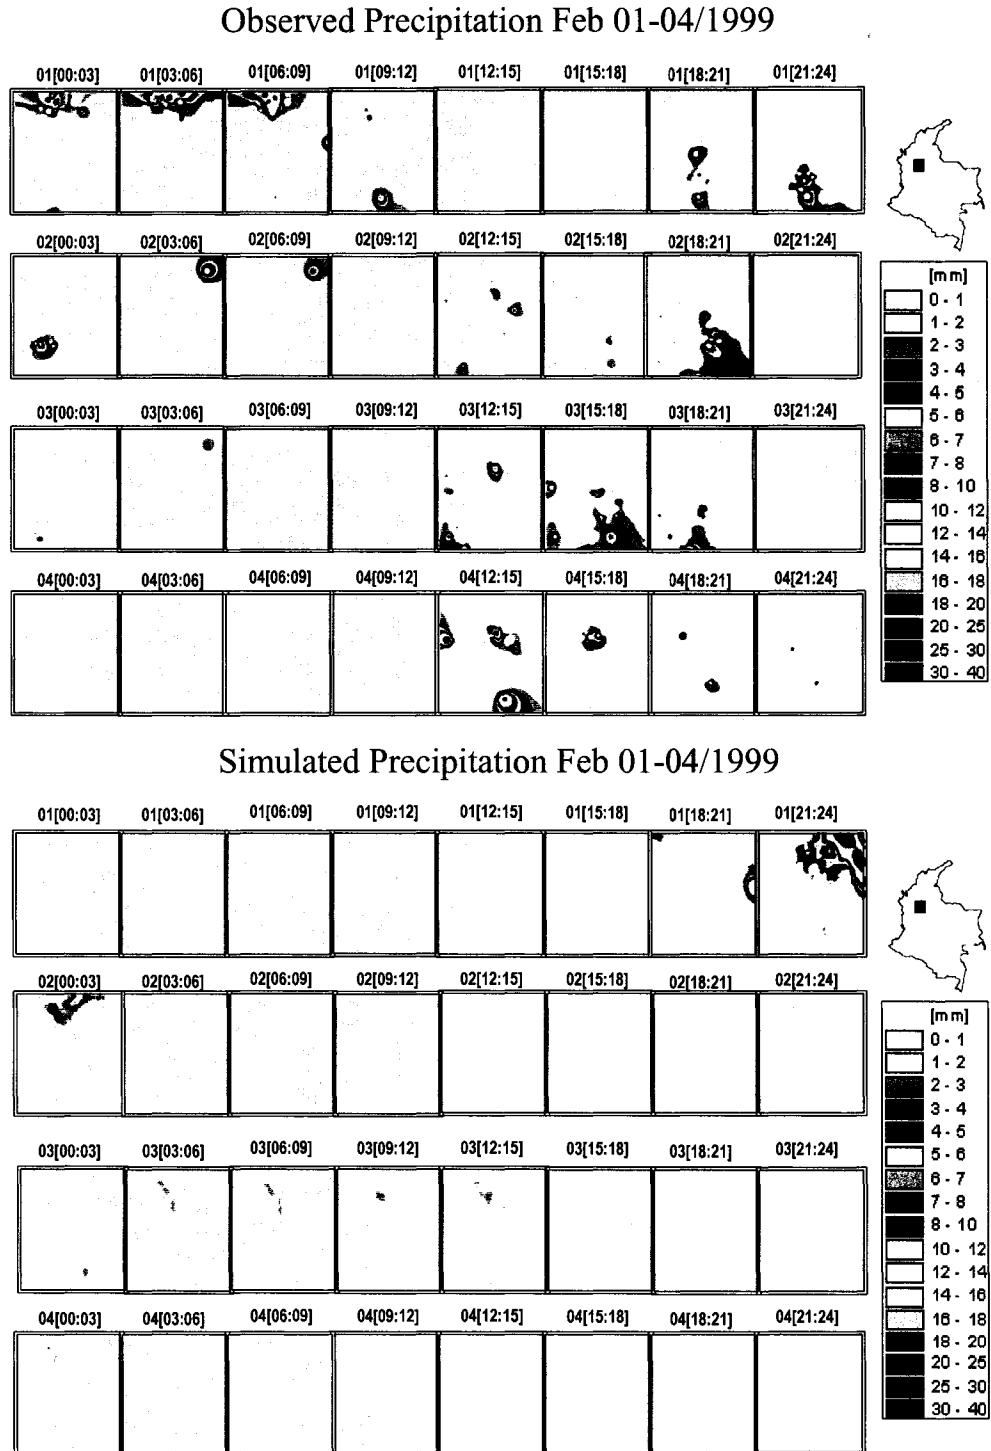 Observed Precipitation Feb 01-04/1999
01[00:03] 01[03:06] 01[06:09] 01[09:12] 01[12:15] 01[15:18] 01[18:21] 01[21:24]
02[00:03] 02[03:06] 02[06:09] 02[09:12] 02[12:15] 02[15:18] 02[18:21] 02[21:24]
03[00:03] 03[03:06] 03[06:09] 03[09:12] 03[12:15] 03[15:18] 03[18:21] 03[21:24]
04[00:03] 04[03:06] 04[06:09] 04[09:12] 04[12:15] 04[15:18] 04[18:21] 04[21:24]
[mm]
0 - 1
1 - 2
2 - 3
3 - 4
4 - 5
5 - 6
6 - 7
7 - 8
8 - 10
10 - 12
12 - 14
14 - 16
16 - 18
18 - 20
20 - 25
25 - 30
30 - 40
Simulated Precipitation Feb 01-04/1999
01[00:03] 01[03:06] 01[06:09] 01[09:12] 01[12:15] 01[15:18] 01[18:21] 01[21:24]
02[00:03] 02[03:06] 02[06:09] 02[09:12] 02[12:15] 02[15:18] 02[18:21] 02[21:24]
03[00:03] 03[03:06] 03[06:09] 03[09:12] 03[12:15] 03[15:18] 03[18:21] 03[21:24]
04[00:03] 04[03:06] 04[06:09] 04[09:12] 04[12:15] 04[15:18] 04[18:21] 04[21:24]
[mm]
0 - 1
1 - 2
2 - 3
3 - 4
4 - 5
5 - 6
6 - 7
7 - 8
8 - 10
10 - 12
12 - 14
14 - 16
16 - 18
18 - 20
20 - 25
25 - 30
30 - 40